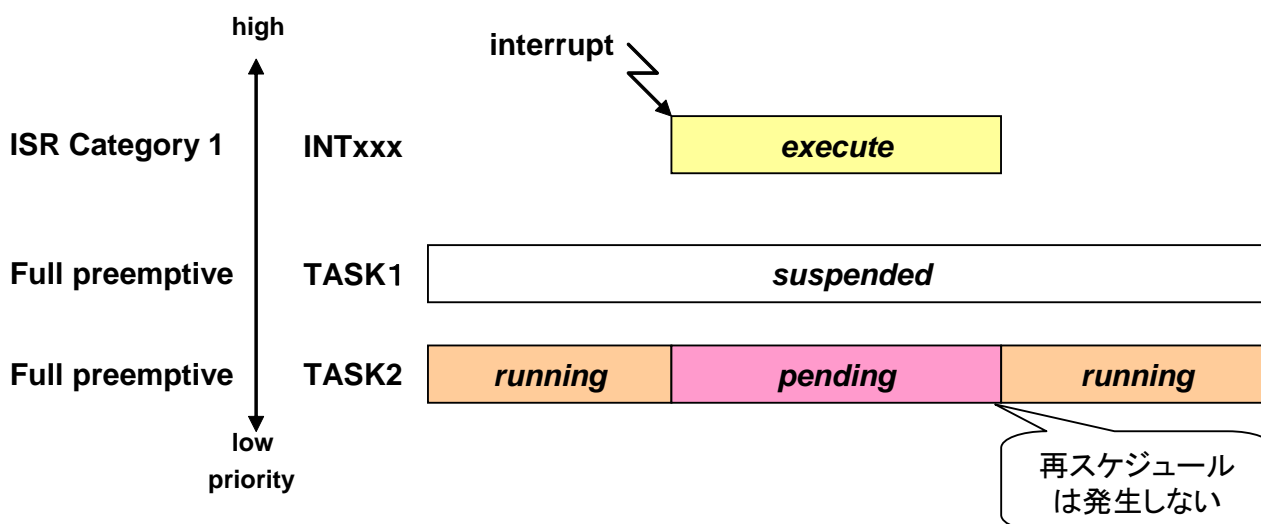 high
interrupt
ISR Category 1
INTxxx
execute
Full preemptive
TASK1
suspended
Full preemptive
TASK2
running
pending
running
low
priority
再スケジュール
は発生しない